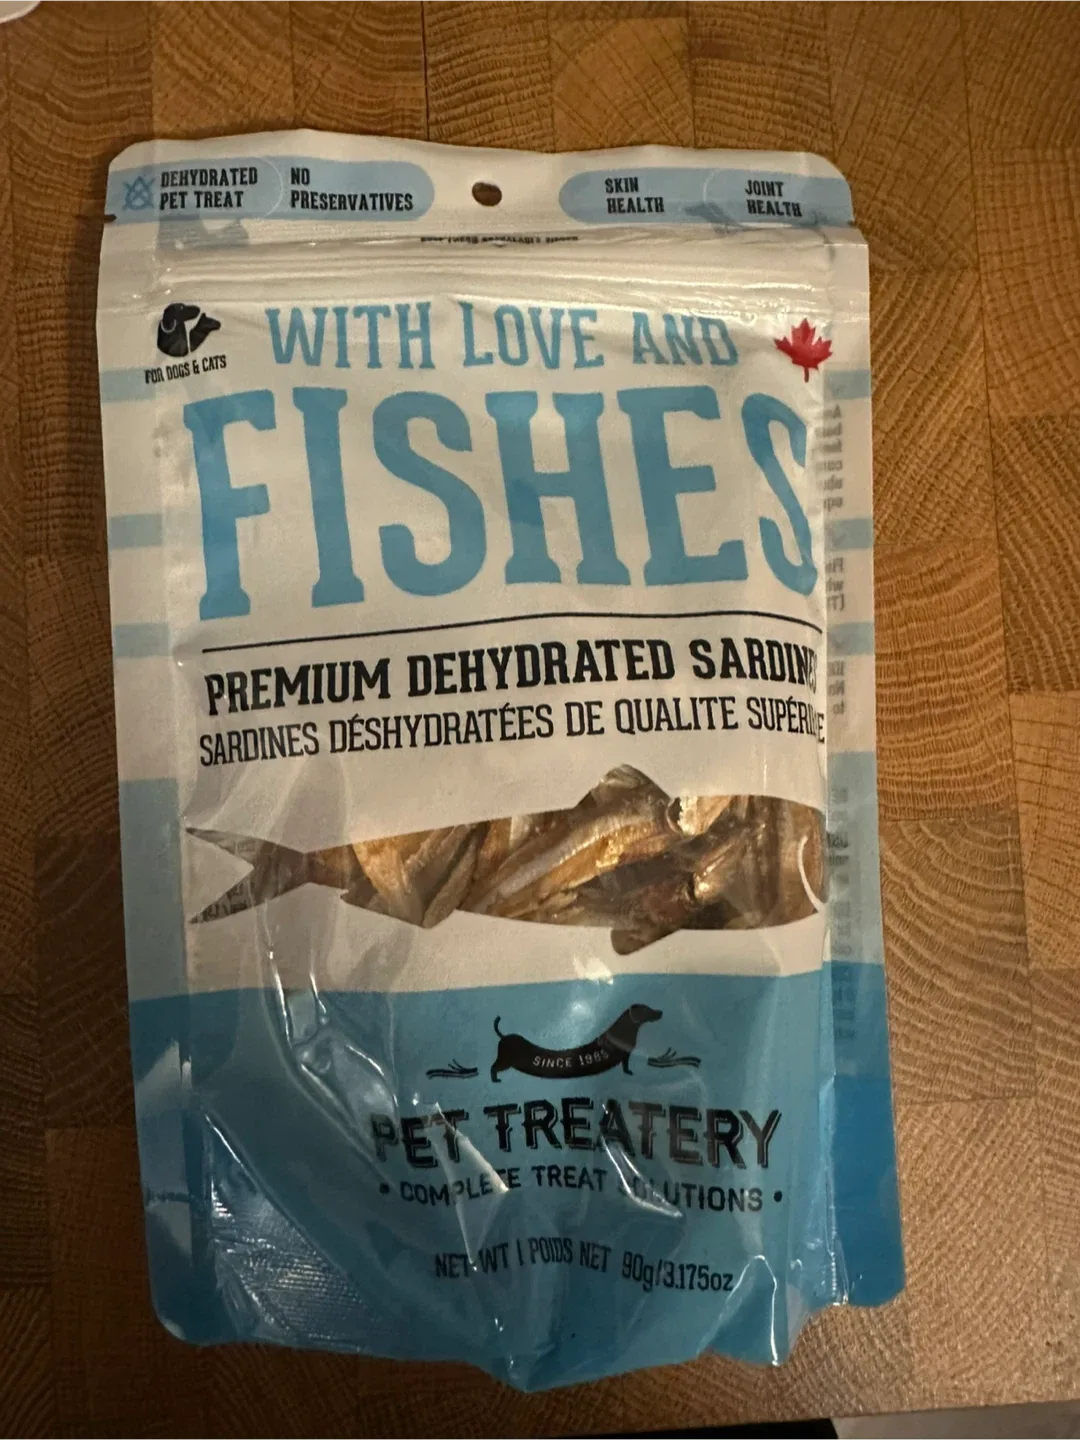 DEHYDRATED
PET TREAT
NO
PRESERVATIVES
SKIN
HEALTH
JOINT
HEALTH
FOR DOGS & CATS
WITH LOVE AND
FISHES
PREMIUM DEHYDRATED SARDINES
SARDINES DÉSHYDRATÉES DE QUALITE SUPÉRIEURE
SINCE 1985
PET TREATERY
• COMPLETE TREAT SOLUTIONS •
NET WT | POIDS NET 90g/3.175oz